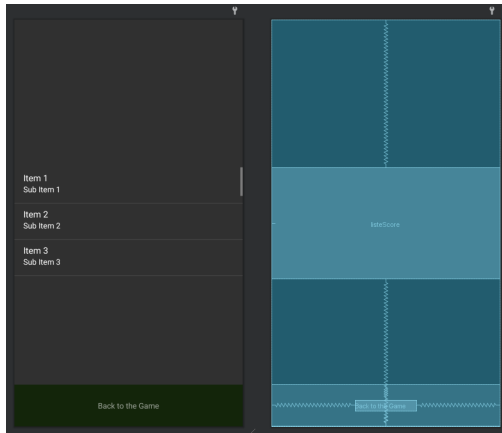 Item 1
Sub Item 1
Item 2
Sub Item 2
Item 3
Sub Item 3
Back to the Game
listeScore
Back to the Game